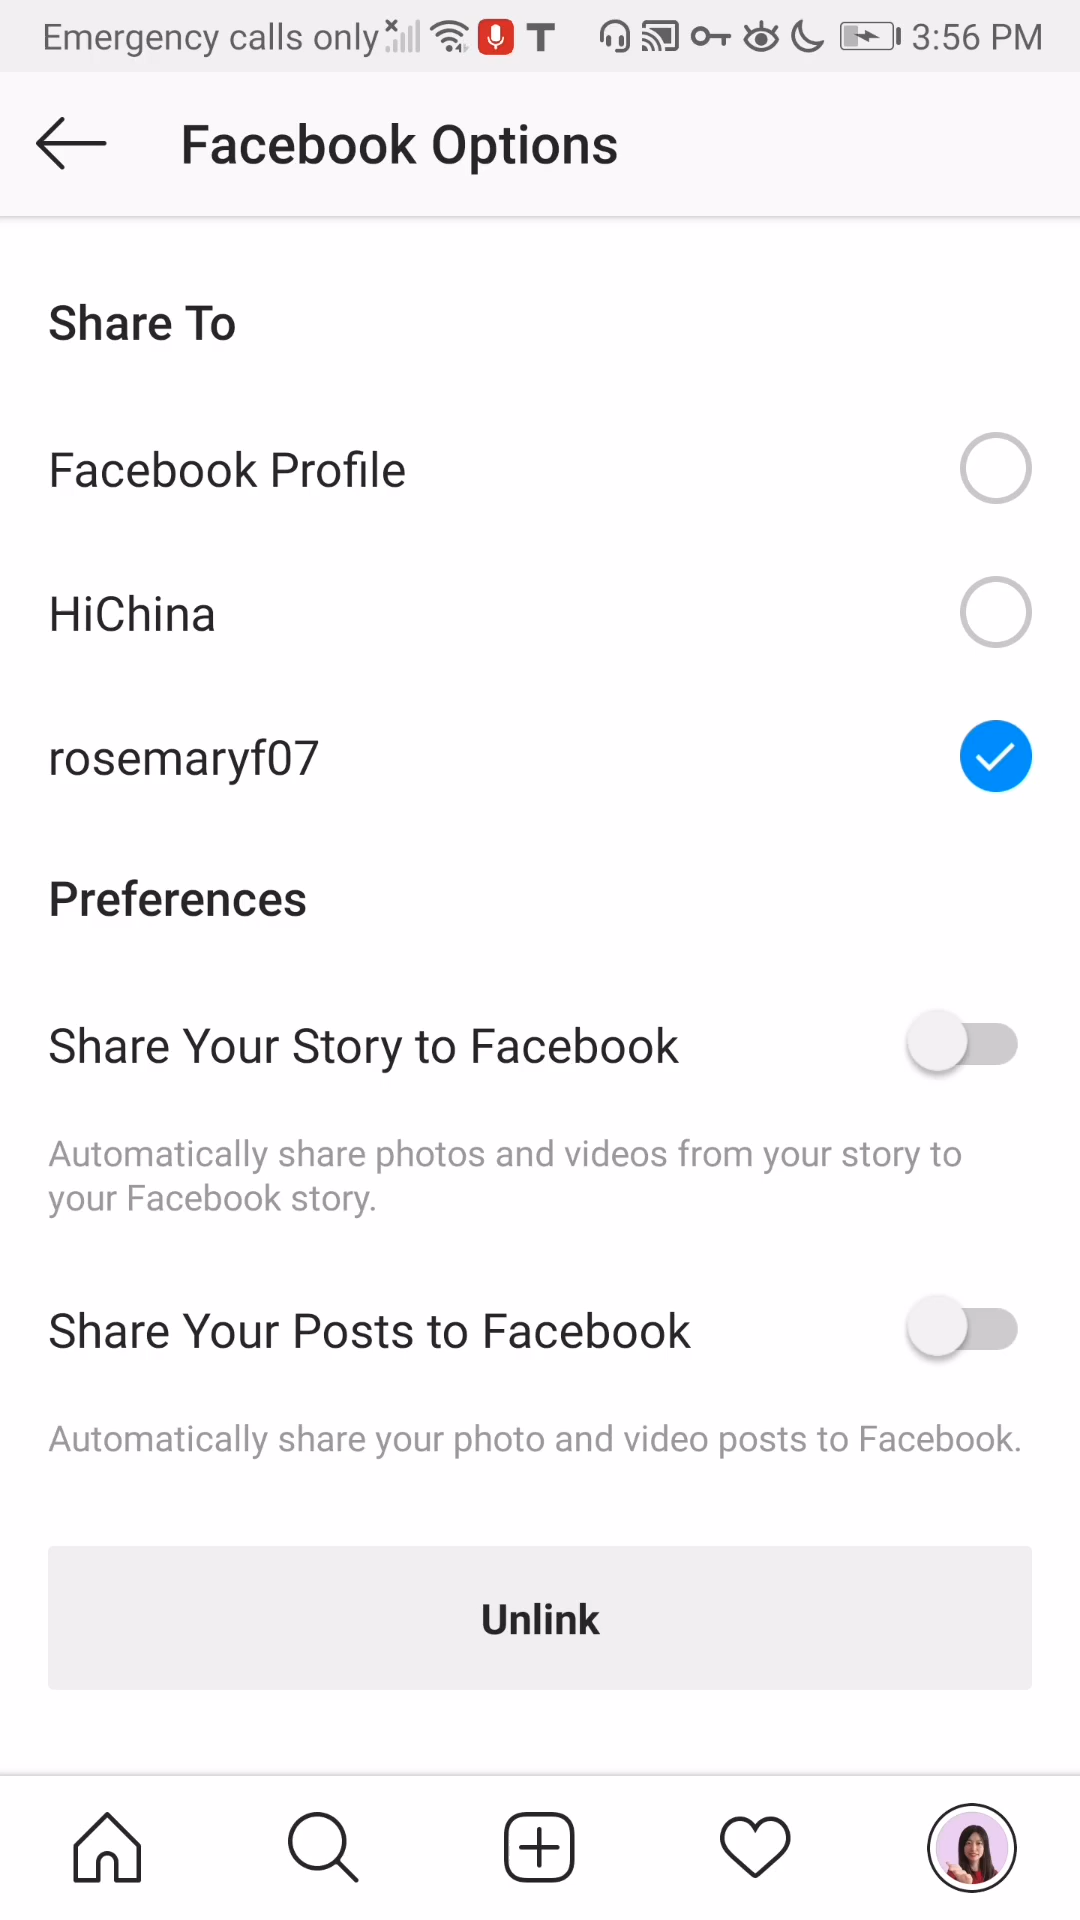 Emergency calls only 3:56 PM
Facebook Options
Share To
Facebook Profile
HiChina
rosemaryf07
Preferences
Share Your Story to Facebook
Automatically share photos and videos from your story to
your Facebook story.
Share Your Posts to Facebook
Automatically share your photo and video posts to Facebook.
Unlink